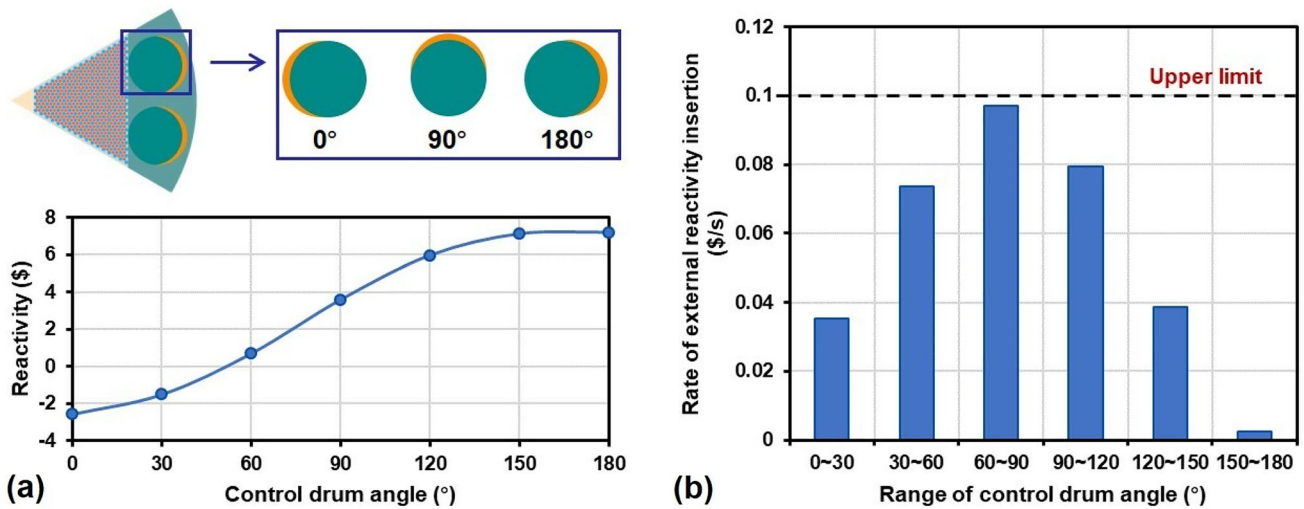 0° 90° 180°
8
6
4
2
0
-2
-4
Reactivity ($)
0 30 60 90 120 150 180
Control drum angle (°)
(a)
0.12
0.1
0.08
0.06
0.04
0.02
0
Rate of external reactivity insertion
($/s)
Upper limit
0~30 30~60 60~90 90~120 120~150 150~180
Range of control drum angle (°)
(b)